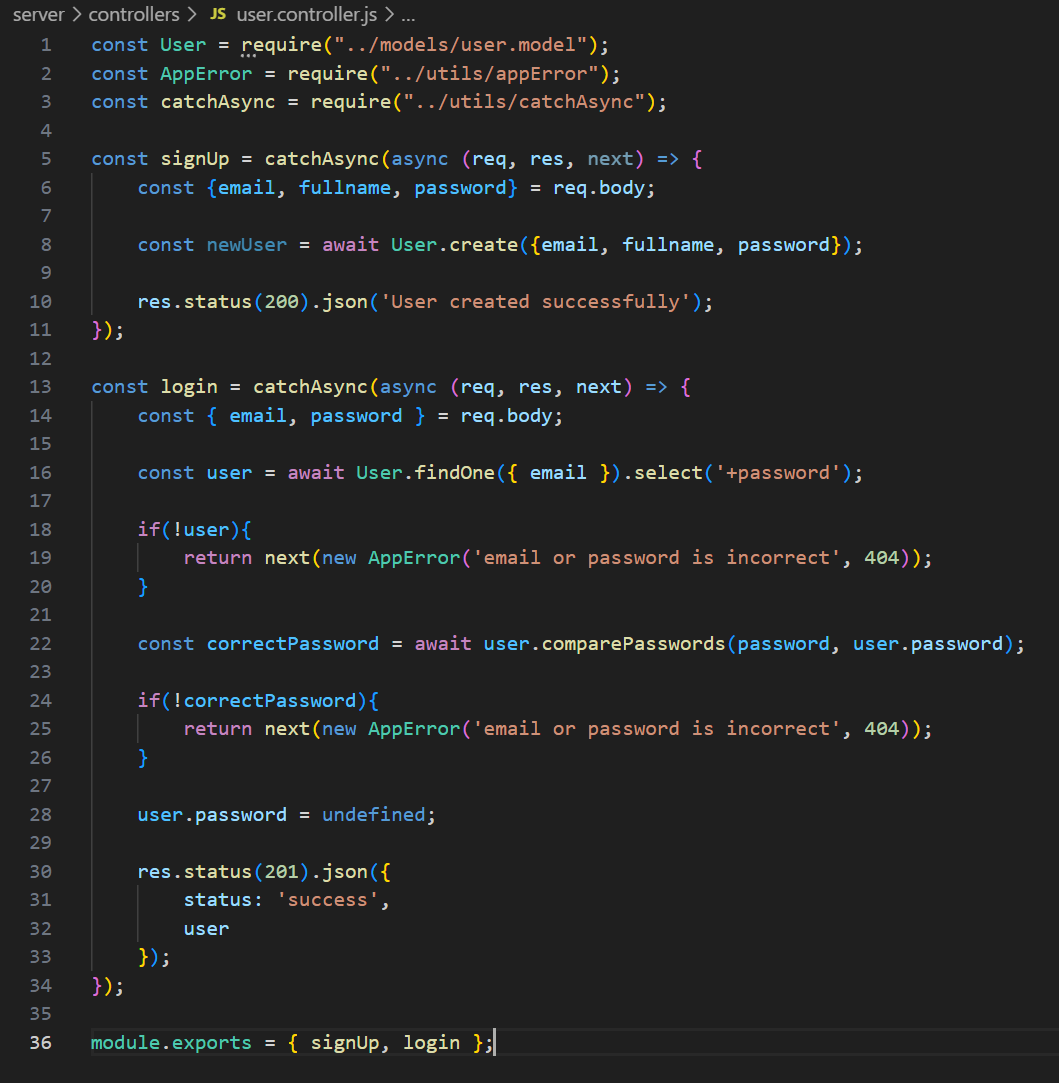 server > controllers > JS user.controller.js > ...
1 const User = require("../models/user.model");
2 const AppError = require("../utils/appError");
3 const catchAsync = require("../utils/catchAsync");
4
5 const signUp = catchAsync(async (req, res, next) => {
6     const {email, fullname, password} = req.body;
7
8     const newUser = await User.create({email, fullname, password});
9
10     res.status(200).json('User created successfully');
11 });
12
13 const login = catchAsync(async (req, res, next) => {
14     const { email, password } = req.body;
15
16     const user = await User.findOne({ email }).select('+password');
17
18     if(!user){
19         return next(new AppError('email or password is incorrect', 404));
20     }
21
22     const correctPassword = await user.comparePasswords(password, user.password);
23
24     if(!correctPassword){
25         return next(new AppError('email or password is incorrect', 404));
26     }
27
28     user.password = undefined;
29
30     res.status(201).json({
31         status: 'success',
32         user
33     });
34 });
35
36 module.exports = { signUp, login };